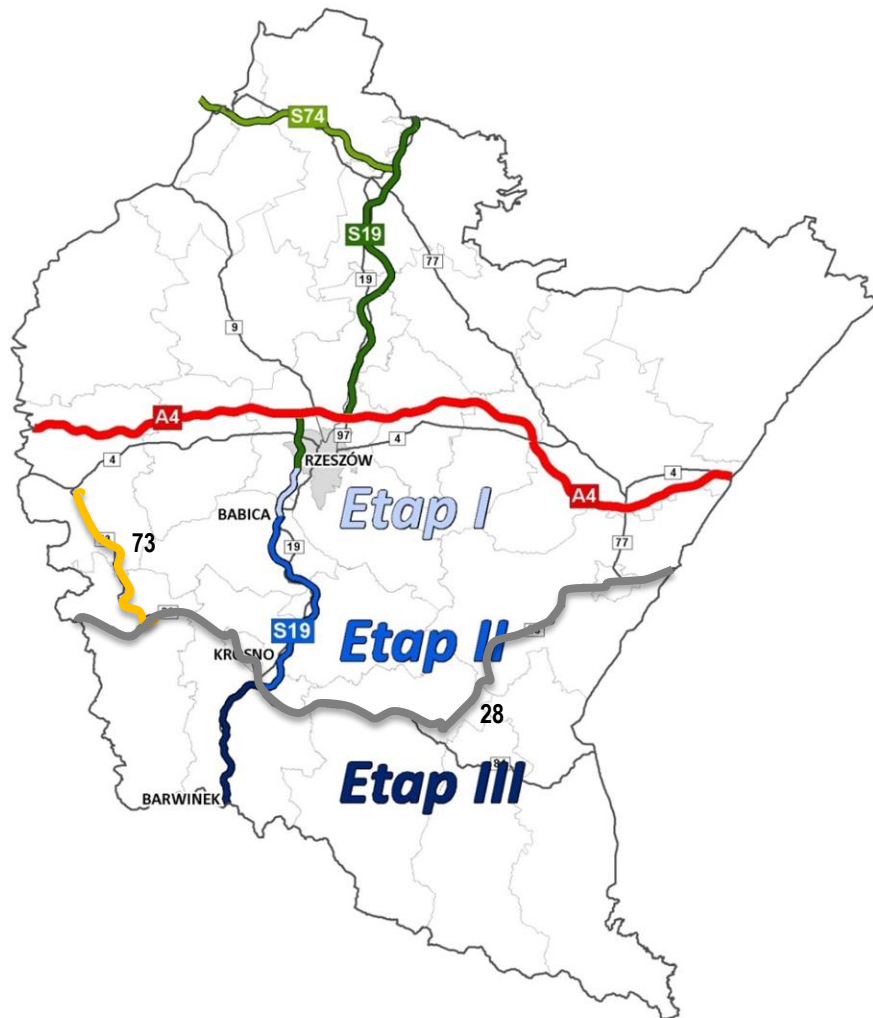 S74
S19
77
19
9
A4
97
4
4
RZESZÓW
4
Etap I
A4
BABICA
73
19
77
S19
Etap II
KROSNO
28
84
Etap III
BARWINEK